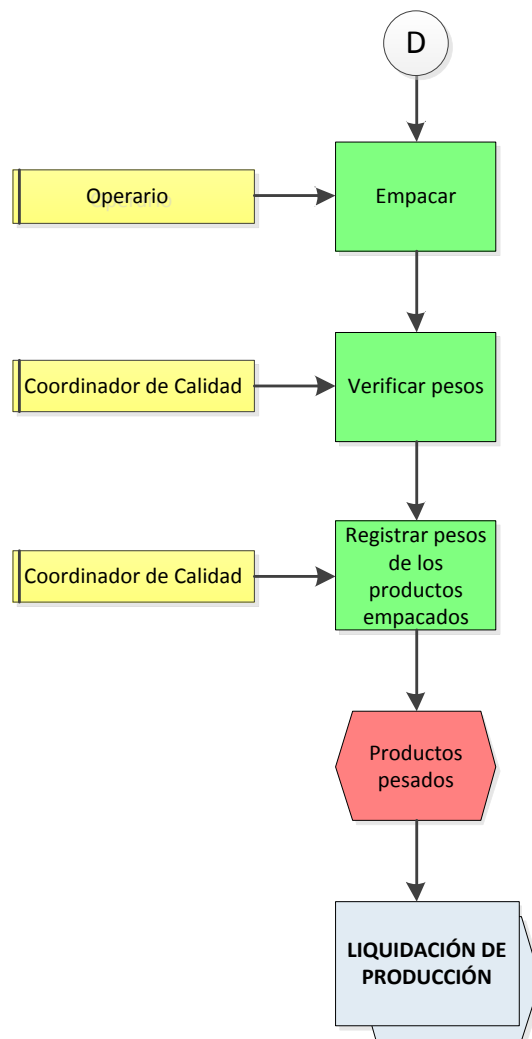 D
Operario
Empacar
Coordinador de Calidad
Verificar pesos
Coordinador de Calidad
Registrar pesos
de los
productos
empacados
Productos
pesados
LIQUIDACIÓN DE
PRODUCCIÓN